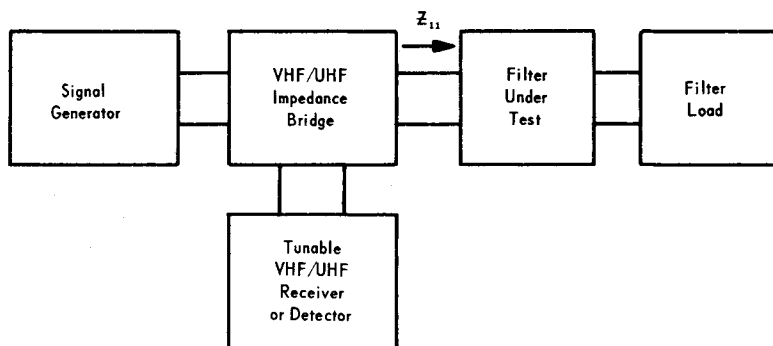 Z₁₁
Signal
Generator
VHF/UHF
Impedance
Bridge
Filter
Under
Test
Filter
Load
Tunable
VHF/UHF
Receiver
or Detector